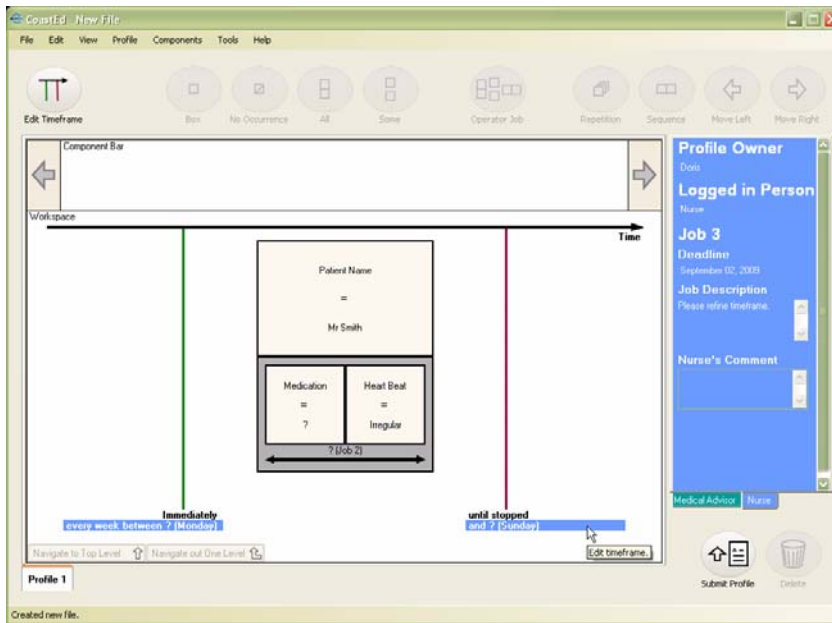 CoastEd - New File
File Edit View Profile Components Tools Help
Edit Timeframe
Box
No Occurrence
All
Some
Operator Job
Repetition
Sequence
Move Left
Move Right
Component Bar
Workspace
Time
Patient Name
=
Mr Smith
Medication
=
?
Heart Beat
=
Irregular
? (Job 2)
Immediately
every week between ? (Monday)
until stopped
and ? (Sunday)
Edit timeframe.
Navigate to Top Level
Navigate out One Level
Profile 1
Created new file.
Profile Owner
Doris
Logged in Person
Nurse
Job 3
Deadline
September 02, 2009
Job Description
Please refine timeframe.
Nurse's Comment
Medical Advisor
Nurse
Submit Profile
Delete